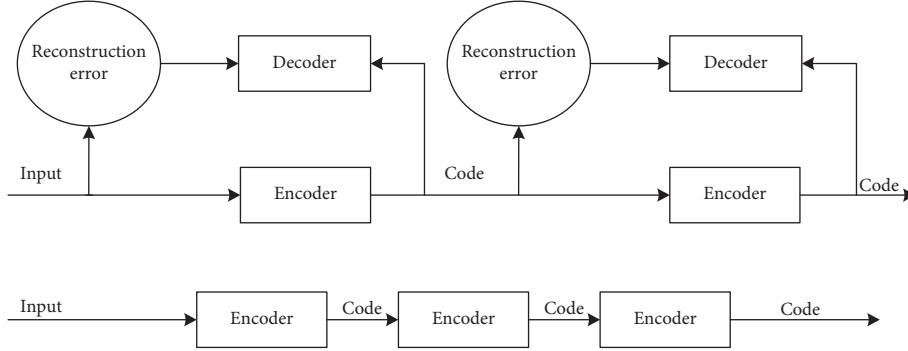 Reconstruction
error
Decoder
Reconstruction
error
Decoder
Input
Encoder
Code
Encoder
Code
Input
Encoder
Code
Encoder
Code
Encoder
Code